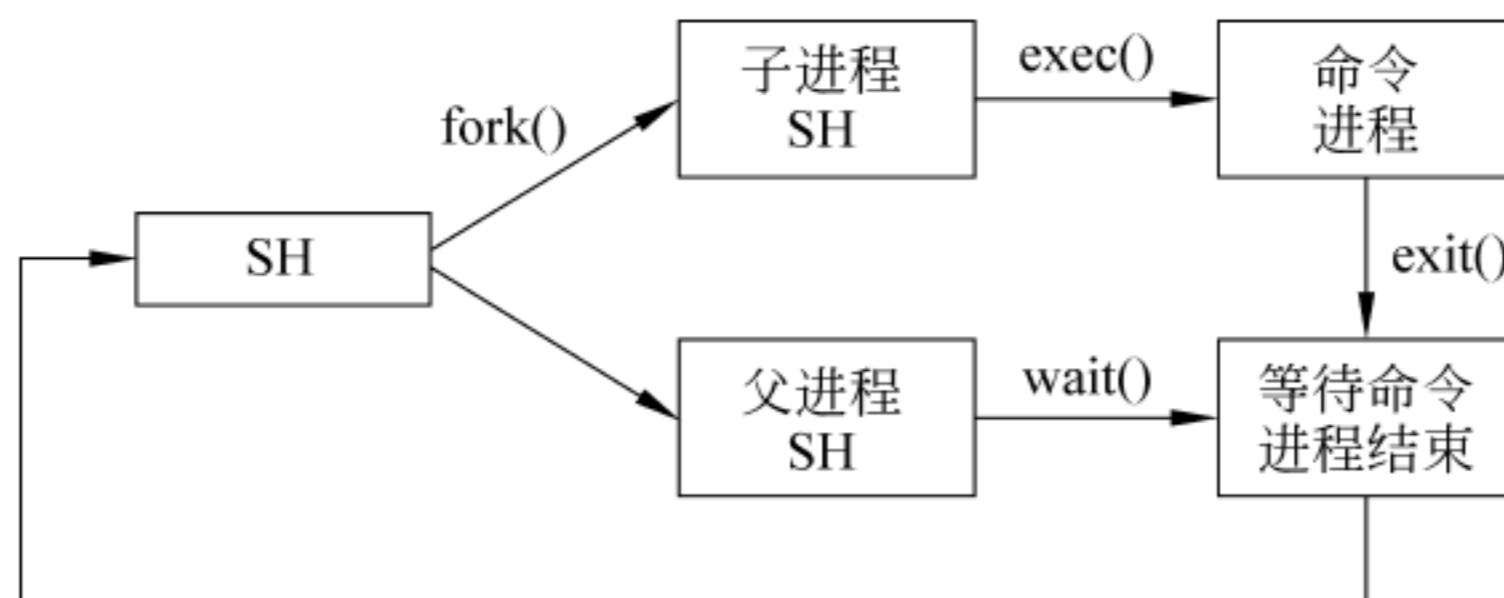 子进程
SH
exec()
命令
进程
fork()
SH
exit()
父进程
SH
wait()
等待命令
进程结束